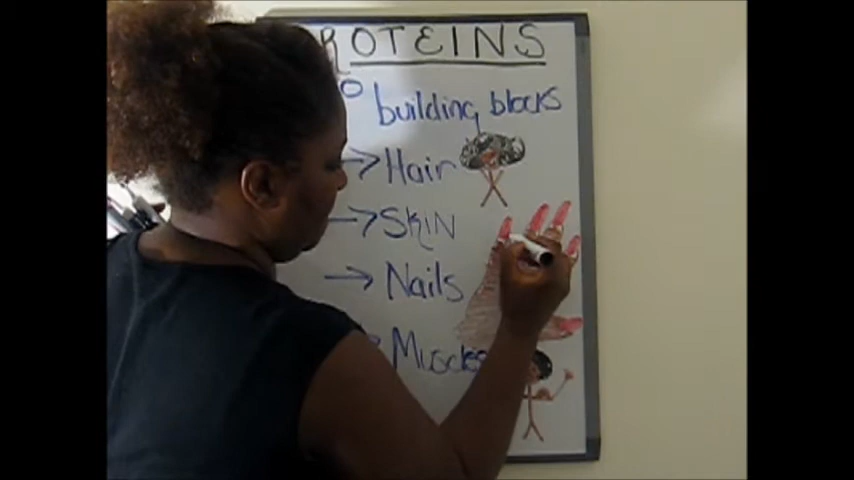 ROTEINS
building blocks
→ Hair
→ SKIN
→ Nails
Muscles